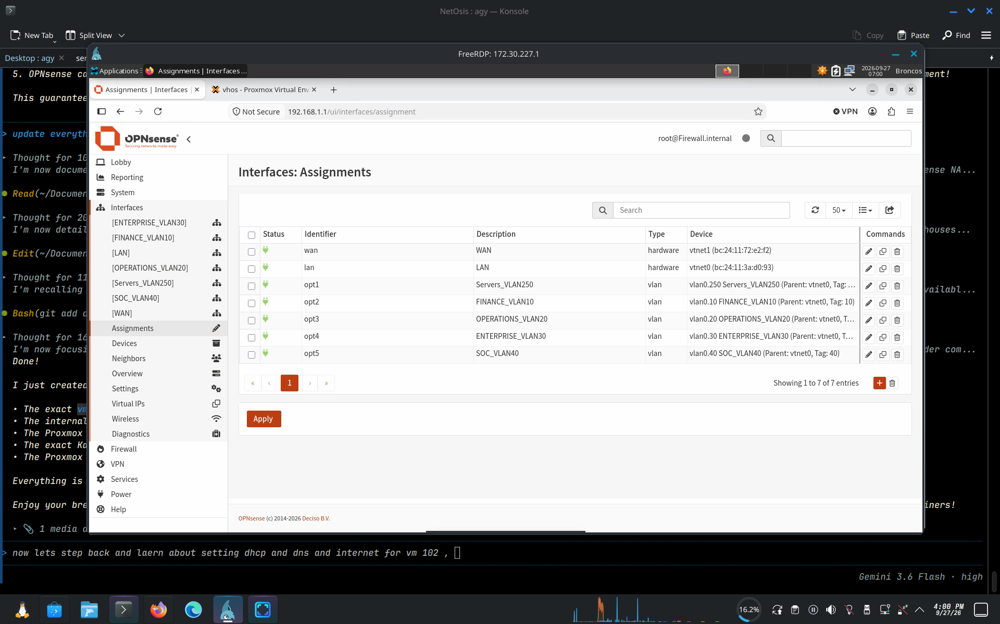 NetOsis : agy — Konsole
New Tab
Split View
Copy
Paste
Find
Desktop : agy
ser
FreeRDP: 172.30.227.1
Applications
Assignments | Interfaces ...
2026-09-27
07:00
Broncos
Assignments | Interfaces |
vhos - Proxmox Virtual Env
Not Secure
192.168.1.1/ui/interfaces/assignment
VPN
OPNsense
Securing networks made easy
root@Firewall.internal
Lobby
Reporting
System
Interfaces
[ENTERPRISE_VLAN30]
[FINANCE_VLAN10]
[LAN]
[OPERATIONS_VLAN20]
[Servers_VLAN250]
[SOC_VLAN40]
[WAN]
Assignments
Devices
Neighbors
Overview
Settings
Virtual IPs
Wireless
Diagnostics
Firewall
VPN
Services
Power
Help
Interfaces: Assignments
Search
50
Status Identifier Description Type Device Commands
wan WAN hardware vtnet1 (bc:24:11:72:e2:f2)
lan LAN hardware vtnet0 (bc:24:11:3a:d0:93)
opt1 Servers_VLAN250 vlan vlan0.250 Servers_VLAN250 (Parent: vtnet0, Tag: ...
opt2 FINANCE_VLAN10 vlan vlan0.10 FINANCE_VLAN10 (Parent: vtnet0, Tag: 10)
opt3 OPERATIONS_VLAN20 vlan vlan0.20 OPERATIONS_VLAN20 (Parent: vtnet0, T...
opt4 ENTERPRISE_VLAN30 vlan vlan0.30 ENTERPRISE_VLAN30 (Parent: vtnet0, T...
opt5 SOC_VLAN40 vlan vlan0.40 SOC_VLAN40 (Parent: vtnet0, Tag: 40)
« ‹ 1 › »
Showing 1 to 7 of 7 entries
Apply
OPNsense (c) 2014-2026 Deciso B.V.
5. OPNsense ca
ment!
This guarantee
> update everyth
Thought for 10
I'm now docume
ense NA...
Read(~/Documen
Thought for 20
I'm now detail
houses...
Edit(~/Documen
Thought for 11
I'm recalling
vailabl...
Bash(git add d
Thought for 16
I'm now focusi
der com...
Done!
I just created
• The exact vm
• The internal
• The Proxmox
• The exact Ka
• The Proxmox
Everything is
Enjoy your bre
iners!
1 media a
> now lets step back and laern about setting dhcp and dns and internet for vm 102 ,
Gemini 3.6 Flash · high
16.2%
4:00 PM
9/27/26